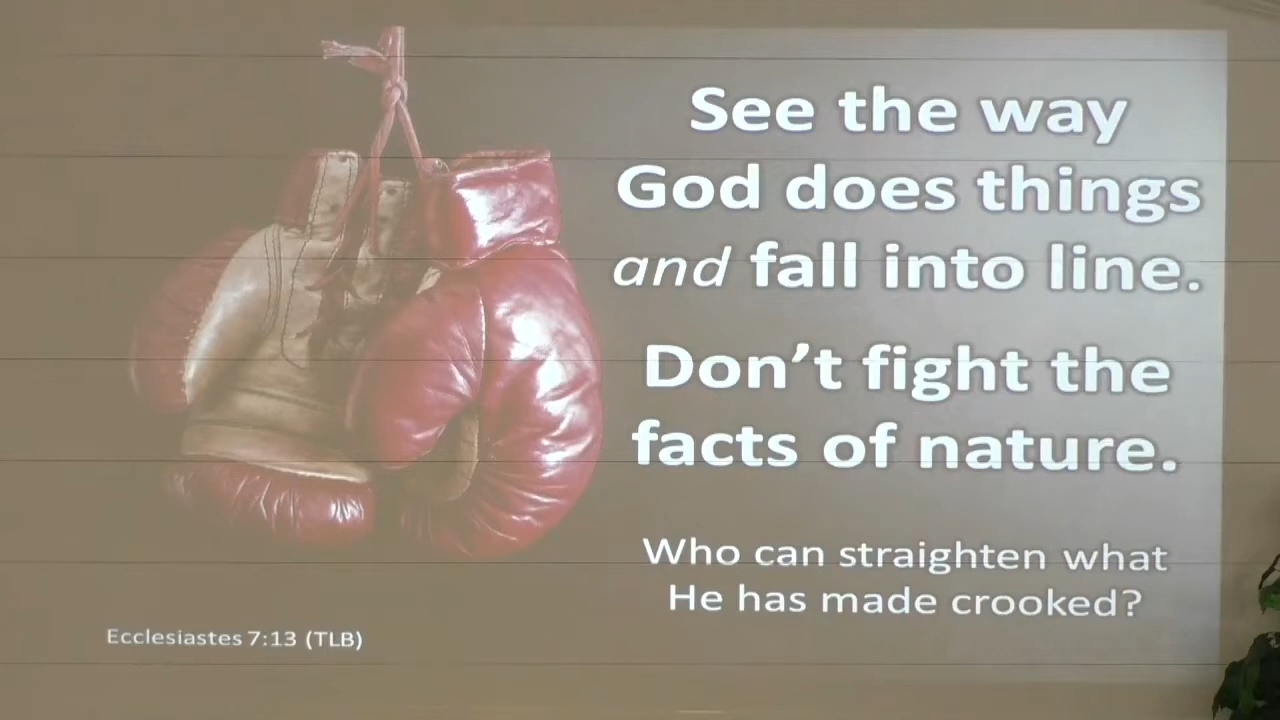 See the way
God does things
and fall into line.
Don't fight the
facts of nature.
Who can straighten what
He has made crooked?
Ecclesiastes 7:13 (TLB)